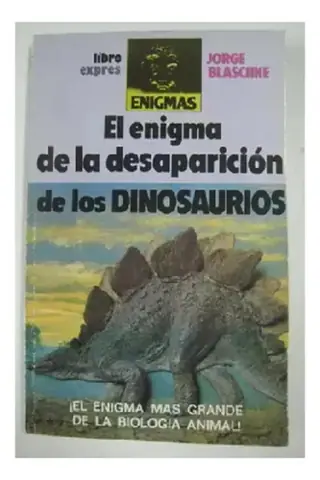 libro
expres
JORGE
BLASCHKE
ENIGMAS
El enigma
de la desaparición
de los DINOSAURIOS
¡EL ENIGMA MAS GRANDE
DE LA BIOLOGIA ANIMAL!